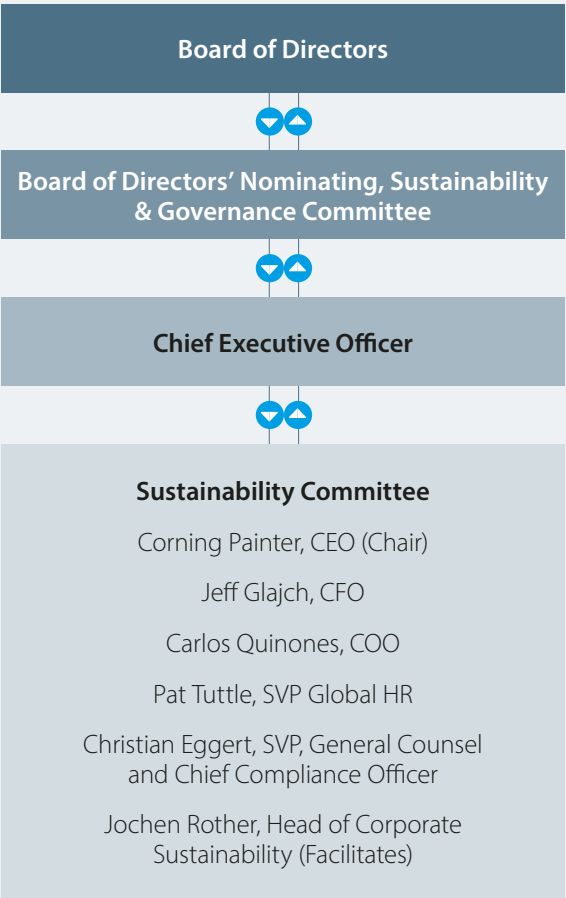 Board of Directors
Board of Directors’ Nominating, Sustainability
& Governance Committee
Chief Executive Officer
Sustainability Committee
Corning Painter, CEO (Chair)
Jeff Glajch, CFO
Carlos Quinones, COO
Pat Tuttle, SVP Global HR
Christian Eggert, SVP, General Counsel
and Chief Compliance Officer
Jochen Rother, Head of Corporate
Sustainability (Facilitates)